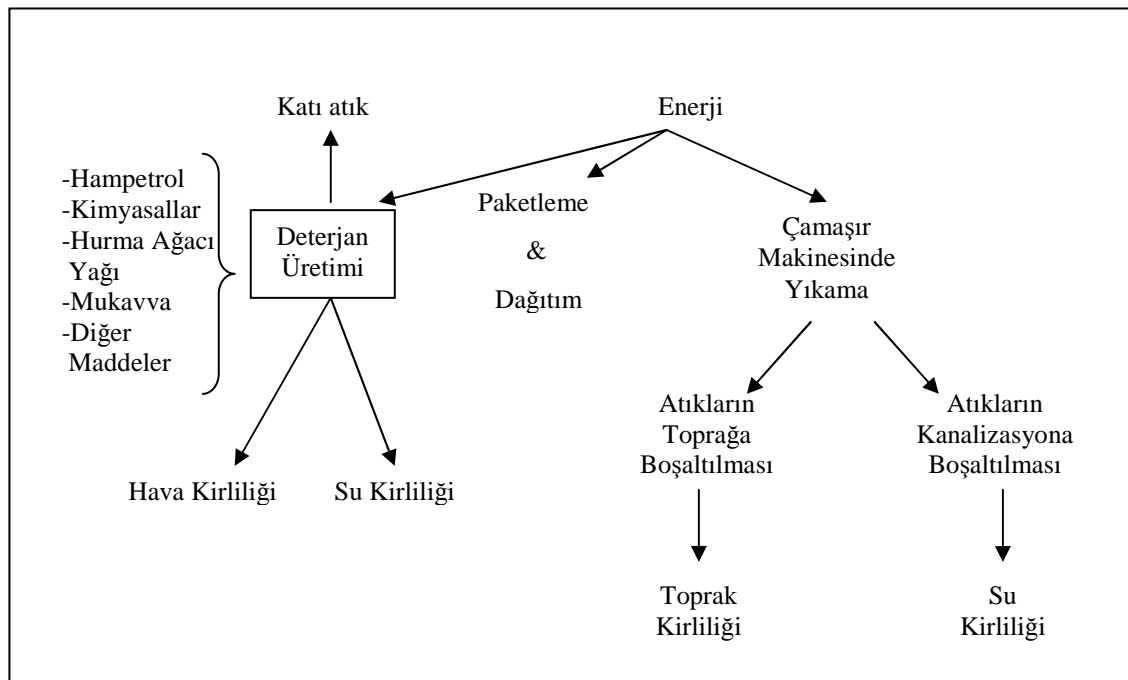 Katı atık
Enerji
-Hampetrol
-Kimyasallar
-Hurma Ağacı
Yağı
-Mukavva
-Diğer
Maddeler
Deterjan
Üretimi
Paketleme
&
Dağıtım
Çamaşır
Makinesinde
Yıkama
Hava Kirliliği
Su Kirliliği
Atıkların
Toprağa
Boşaltılması
Atıkların
Kanalizasyona
Boşaltılması
Toprak
Kirliliği
Su
Kirliliği